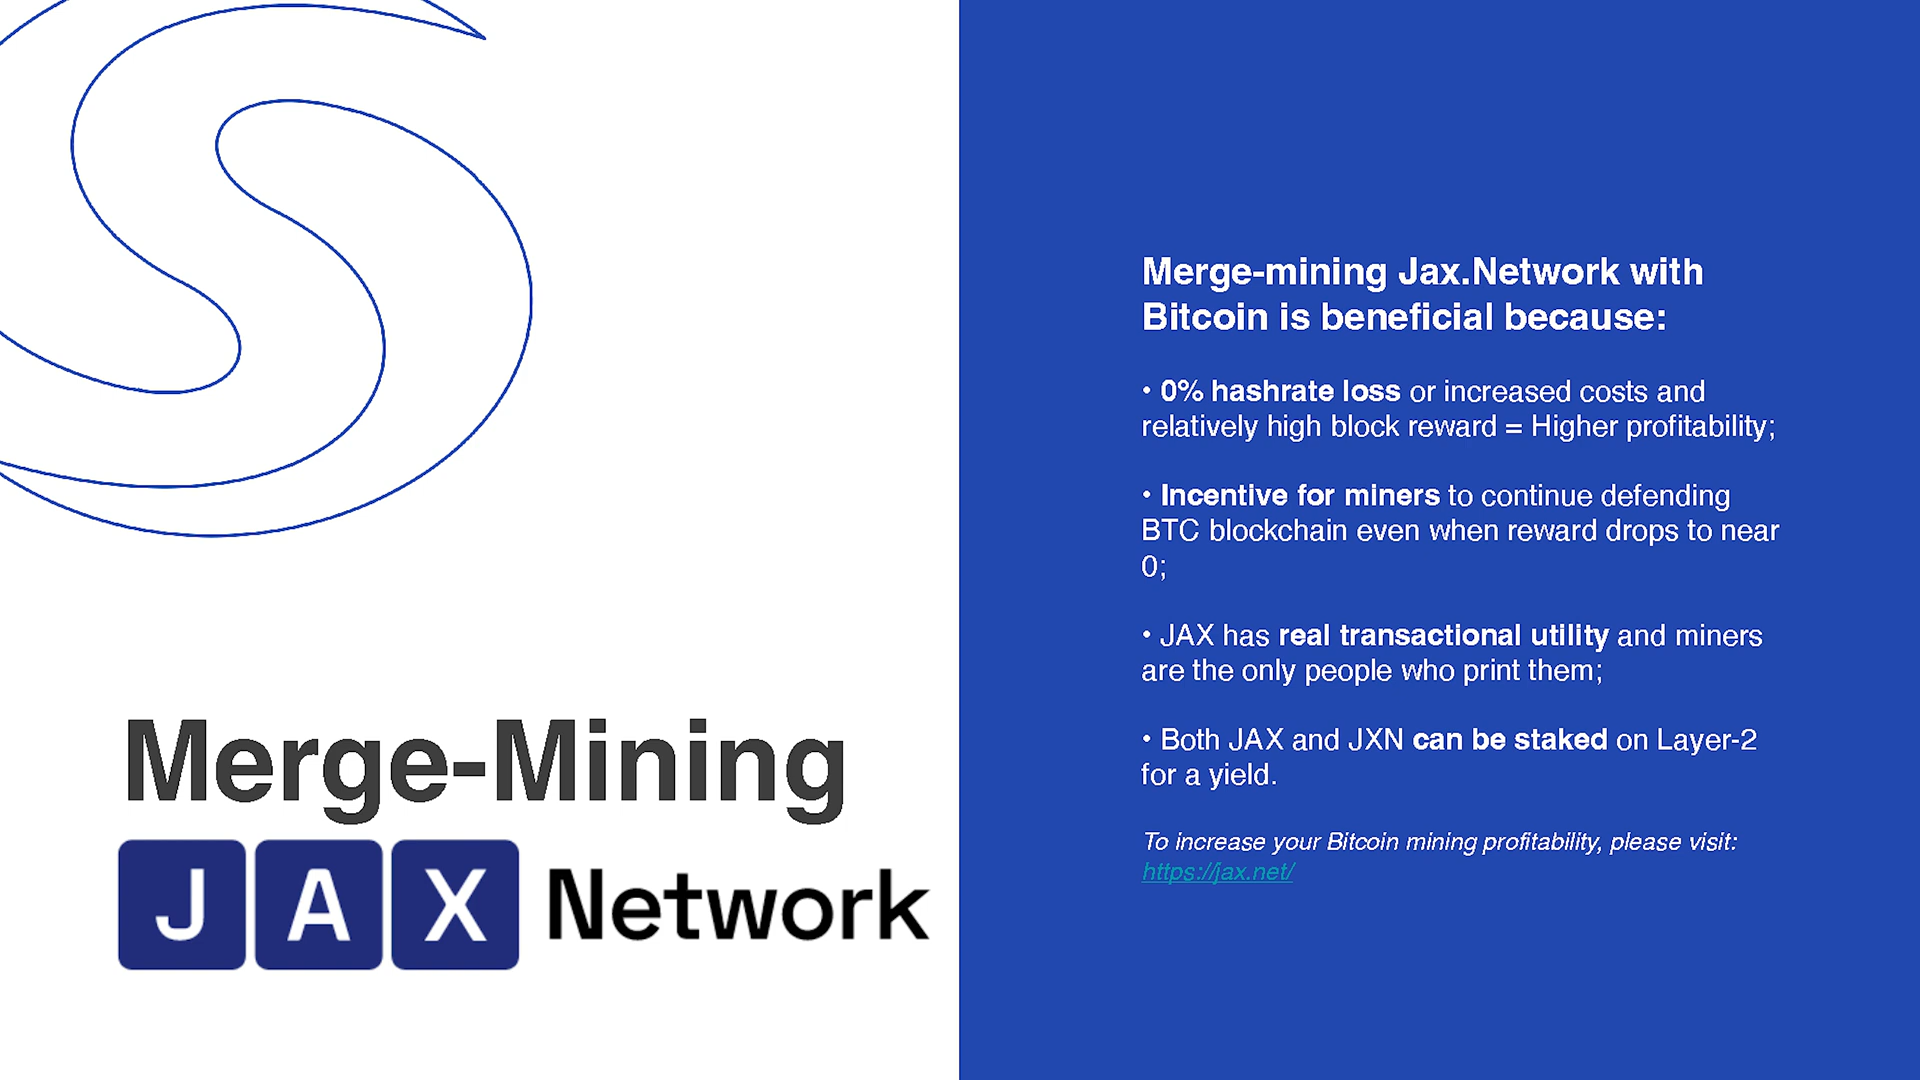 Merge-Mining
JAX Network
Merge-mining Jax.Network with
Bitcoin is beneficial because:
• 0% hashrate loss or increased costs and
relatively high block reward = Higher profitability;
• Incentive for miners to continue defending
BTC blockchain even when reward drops to near
0;
• JAX has real transactional utility and miners
are the only people who print them;
• Both JAX and JXN can be staked on Layer-2
for a yield.
To increase your Bitcoin mining profitability, please visit:
https://jax.net/